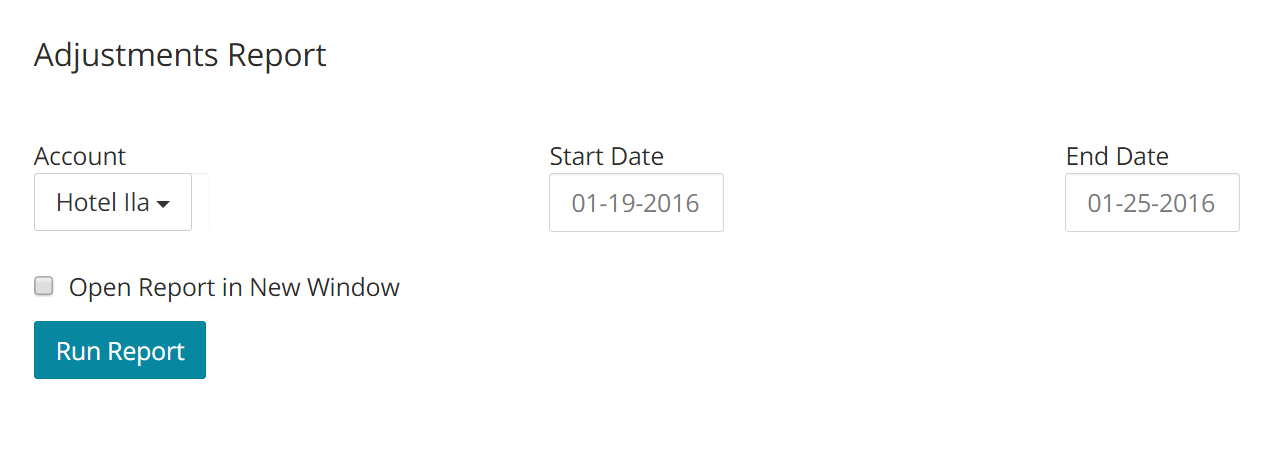 Adjustments Report
Account
Start Date
End Date
Hotel Ila
01-19-2016
01-25-2016
Open Report in New Window
Run Report